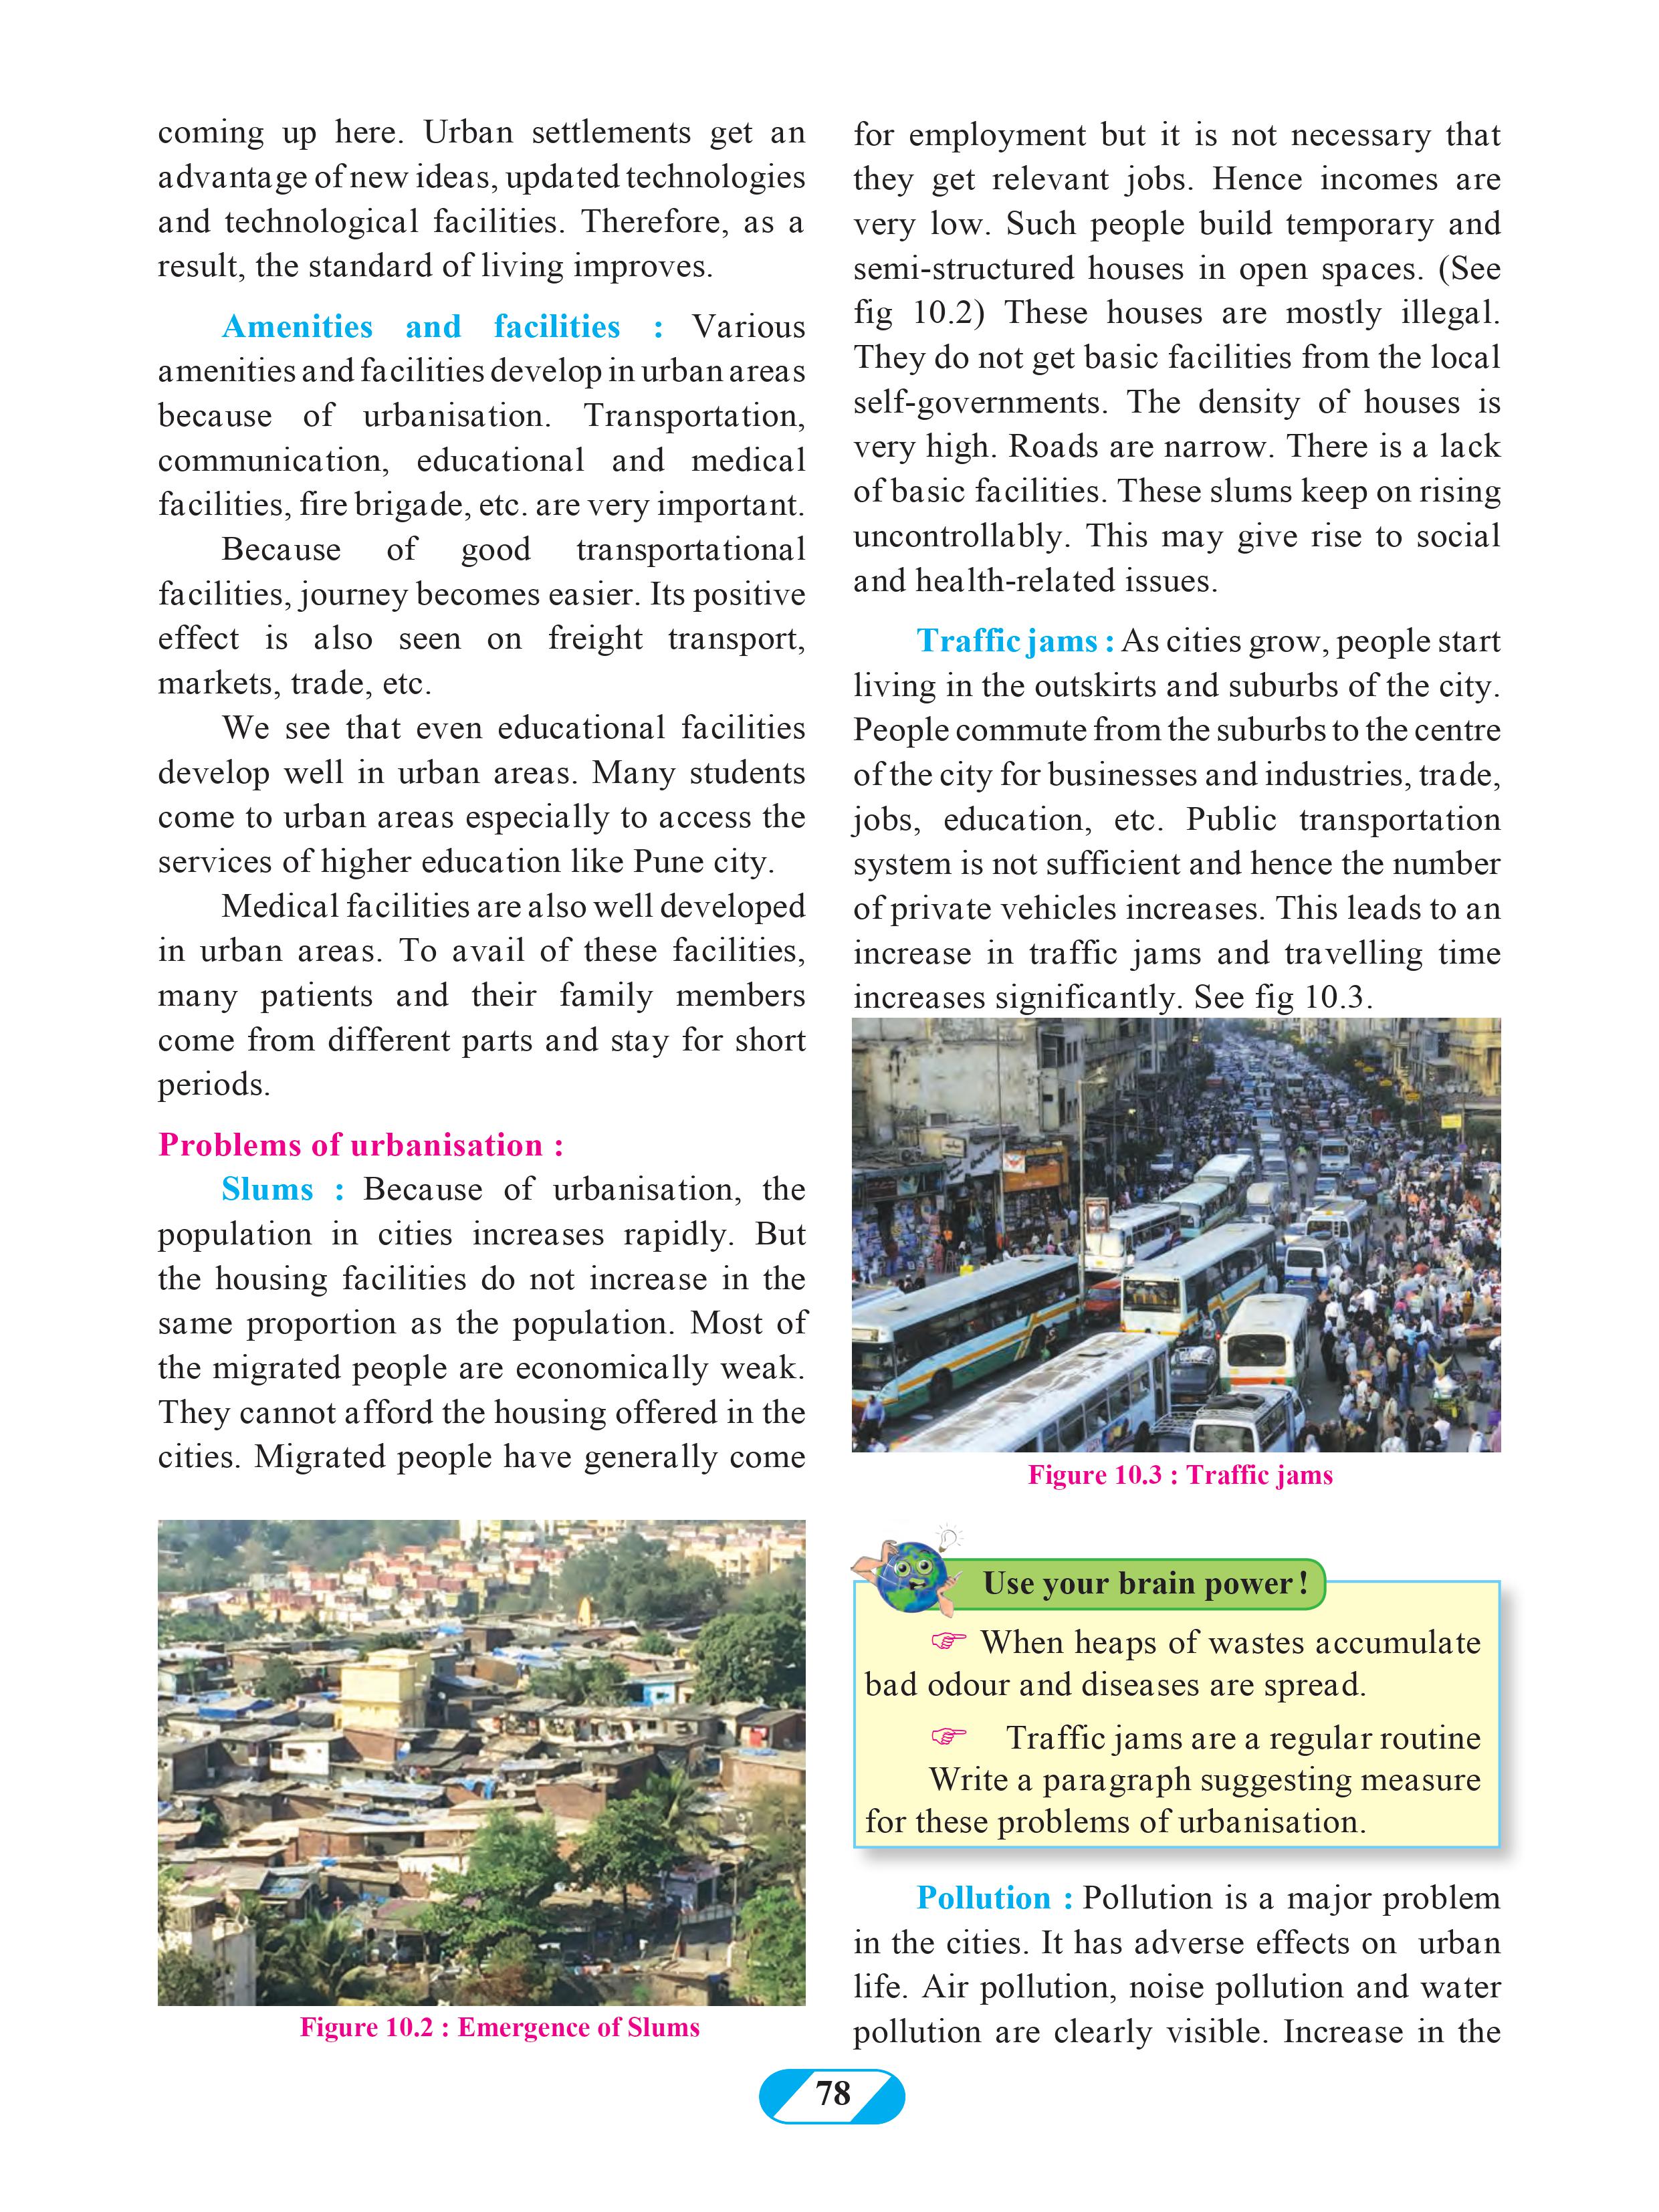 coming up here. Urban settlements get an
advantage of new ideas, updated technologies
and technological facilities. Therefore, as a
result, the standard of living improves.
Amenities and facilities : Various
amenities and facilities develop in urban areas
because of urbanisation. Transportation,
communication, educational and medical
facilities, fire brigade, etc. are very important.
Because of good transportational
facilities, journey becomes easier. Its positive
effect is also seen on freight transport,
markets, trade, etc.
We see that even educational facilities
develop well in urban areas. Many students
come to urban areas especially to access the
services of higher education like Pune city.
Medical facilities are also well developed
in urban areas. To avail of these facilities,
many patients and their family members
come from different parts and stay for short
periods.
Problems of urbanisation :
Slums : Because of urbanisation, the
population in cities increases rapidly. But
the housing facilities do not increase in the
same proportion as the population. Most of
the migrated people are economically weak.
They cannot afford the housing offered in the
cities. Migrated people have generally come
Figure 10.2 : Emergence of Slums
for employment but it is not necessary that
they get relevant jobs. Hence incomes are
very low. Such people build temporary and
semi-structured houses in open spaces. (See
fig 10.2) These houses are mostly illegal.
They do not get basic facilities from the local
self-governments. The density of houses is
very high. Roads are narrow. There is a lack
of basic facilities. These slums keep on rising
uncontrollably. This may give rise to social
and health-related issues.
Traffic jams : As cities grow, people start
living in the outskirts and suburbs of the city.
People commute from the suburbs to the centre
of the city for businesses and industries, trade,
jobs, education, etc. Public transportation
system is not sufficient and hence the number
of private vehicles increases. This leads to an
increase in traffic jams and travelling time
increases significantly. See fig 10.3.
Figure 10.3 : Traffic jams
Use your brain power !
☞ When heaps of wastes accumulate
bad odour and diseases are spread.
☞ Traffic jams are a regular routine
Write a paragraph suggesting measure
for these problems of urbanisation.
Pollution : Pollution is a major problem
in the cities. It has adverse effects on urban
life. Air pollution, noise pollution and water
pollution are clearly visible. Increase in the
78